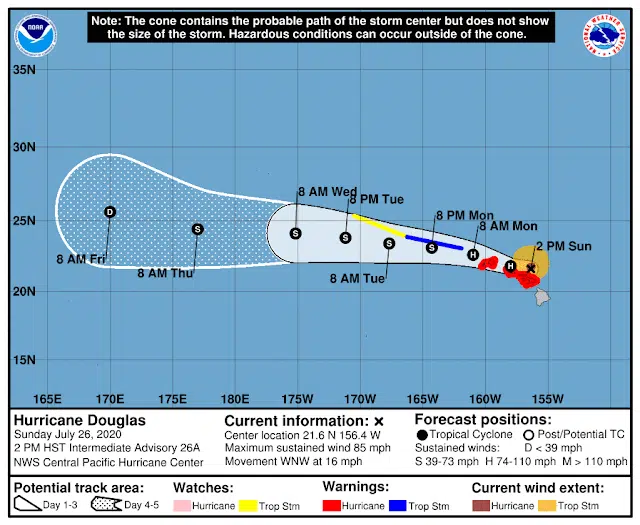 Note: The cone contains the probable path of the storm center but does not show
the size of the storm. Hazardous conditions can occur outside of the cone.
NOAA
NATIONAL WEATHER SERVICE
35N
30N
25N
20N
15N
8 AM Wed
8 PM Tue
8 PM Mon
8 AM Mon
2 PM Sun
D
S
S
S
S
S
H
H
8 AM Fri
8 AM Thu
8 AM Tue
165E 170E 175E 180E 175W 170W 165W 160W 155W
Hurricane Douglas
Sunday July 26, 2020
2 PM HST Intermediate Advisory 26A
NWS Central Pacific Hurricane Center
Current information: x
Center location 21.6 N 156.4 W
Maximum sustained wind 85 mph
Movement WNW at 16 mph
Forecast positions:
Tropical Cyclone Post/Potential TC
Sustained winds: D < 39 mph
S 39-73 mph H 74-110 mph M > 110 mph
Potential track area:
Day 1-3 Day 4-5
Watches:
Hurricane Trop Stm
Warnings:
Hurricane Trop Stm
Current wind extent:
Hurricane Trop Stm